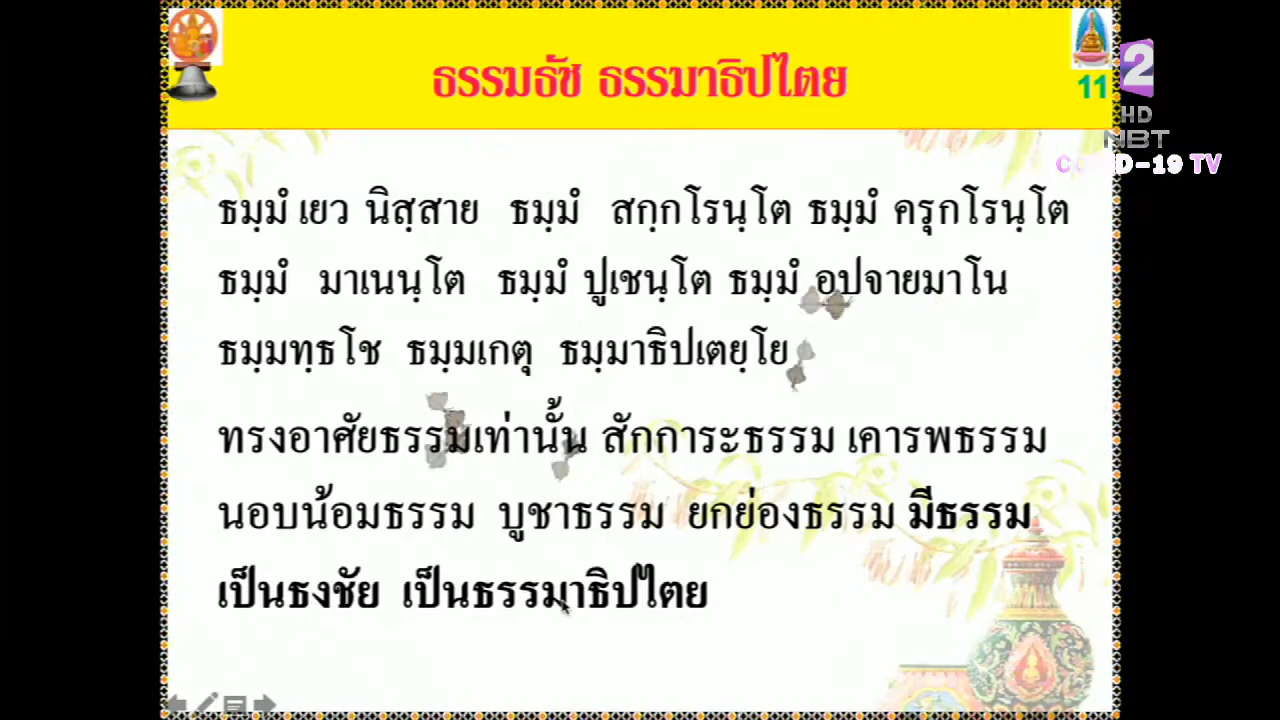 ธรรมธัช ธรรมาธิปไตย
11
2
HD
NBT
COVID-19 TV
ธมฺมํ เยว นิสฺสาย ธมฺมํ สกฺกโรนฺโต ธมฺมํ ครุกโรนฺโต
ธมฺมํ มาเนนฺโต ธมฺมํ ปูเชนฺโต ธมฺมํ อปจายมาโน
ธมฺมทฺธโช ธมฺมเกตุ ธมฺมาธิปเตยฺโย
ทรงอาศัยธรรมเท่านั้น สักการะธรรม เคารพธรรม
นอบน้อมธรรม บูชาธรรม ยกย่องธรรม มีธรรม
เป็นธงชัย เป็นธรรมาธิปไตย